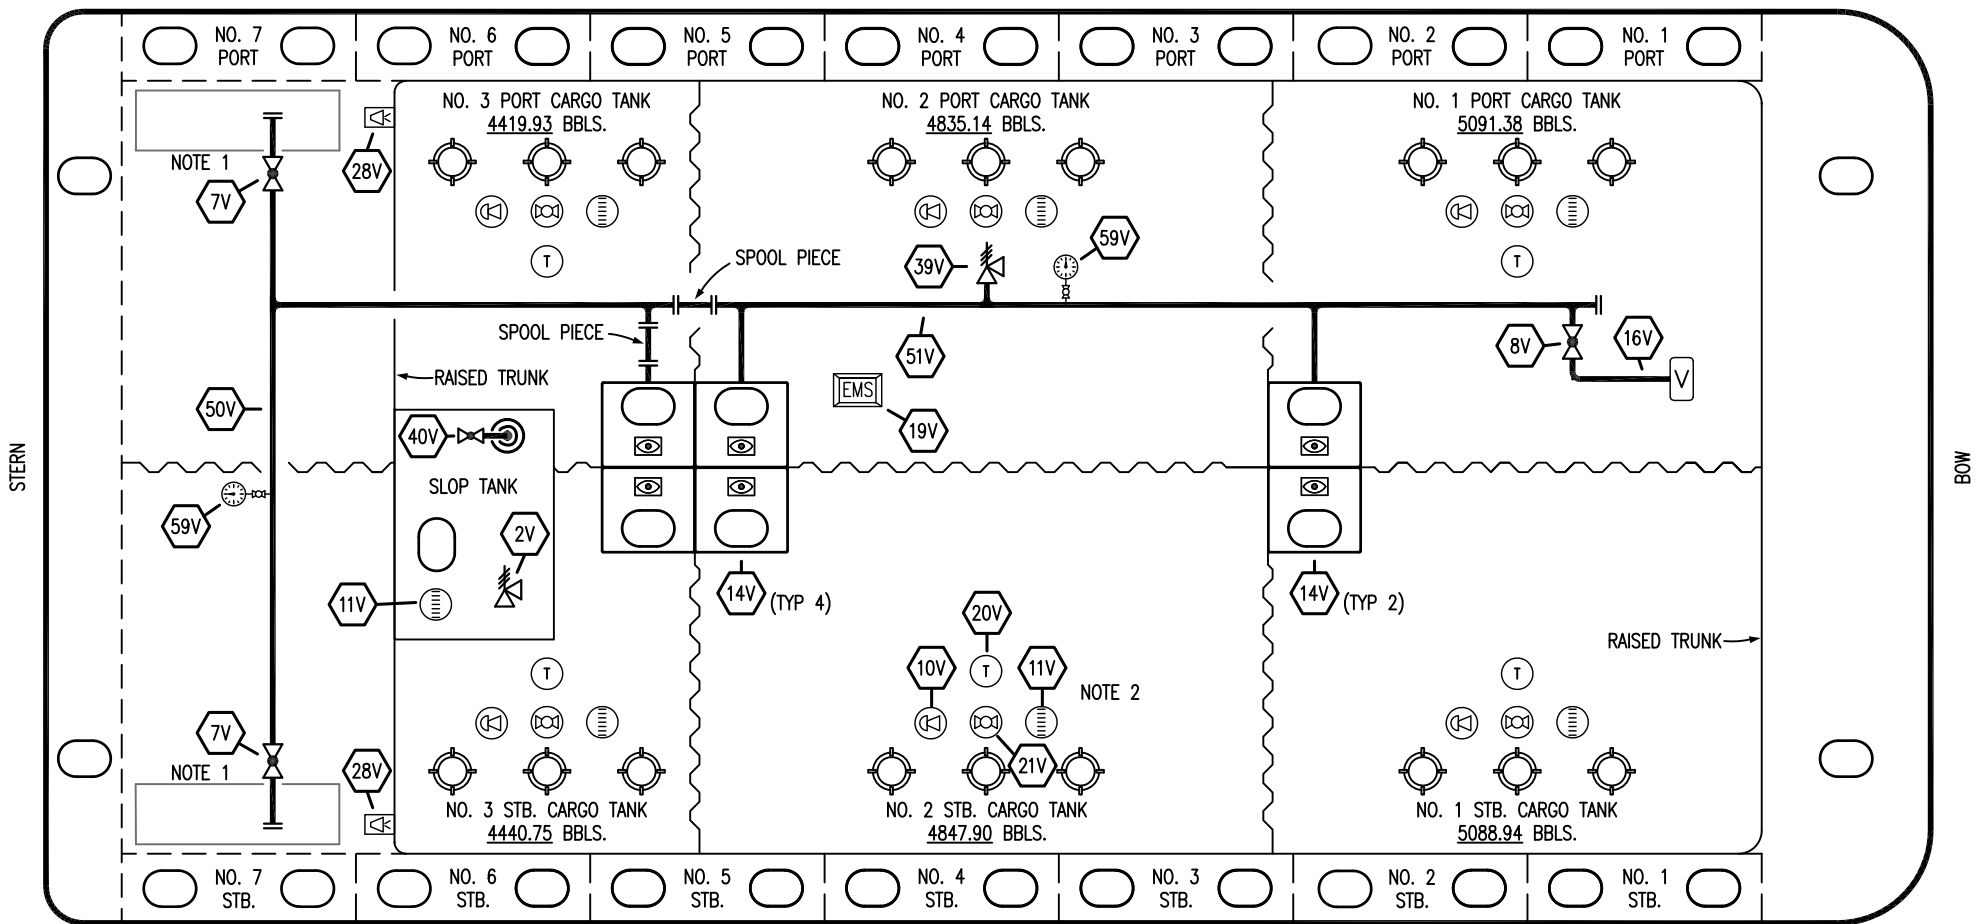 NO. 7
PORT
NO. 6
PORT
NO. 5
PORT
NO. 4
PORT
NO. 3
PORT
NO. 2
PORT
NO. 1
PORT
NO. 3 PORT CARGO TANK
4419.93 BBLS.
NO. 2 PORT CARGO TANK
4835.14 BBLS.
NO. 1 PORT CARGO TANK
5091.38 BBLS.
NOTE 1
28V
7V
T
SPOOL PIECE
39V
59V
T
SPOOL PIECE
51V
8V
16V
V
RAISED TRUNK
EMS
50V
40V
19V
STERN
BOW
SLOP TANK
59V
2V
11V
14V
(TYP 4)
14V
(TYP 2)
20V
RAISED TRUNK
T
10V
T
11V
NOTE 2
T
7V
NOTE 1
28V
21V
NO. 3 STB. CARGO TANK
4440.75 BBLS.
NO. 2 STB. CARGO TANK
4847.90 BBLS.
NO. 1 STB. CARGO TANK
5088.94 BBLS.
NO. 7
STB.
NO. 6
STB.
NO. 5
STB.
NO. 4
STB.
NO. 3
STB.
NO. 2
STB.
NO. 1
STB.